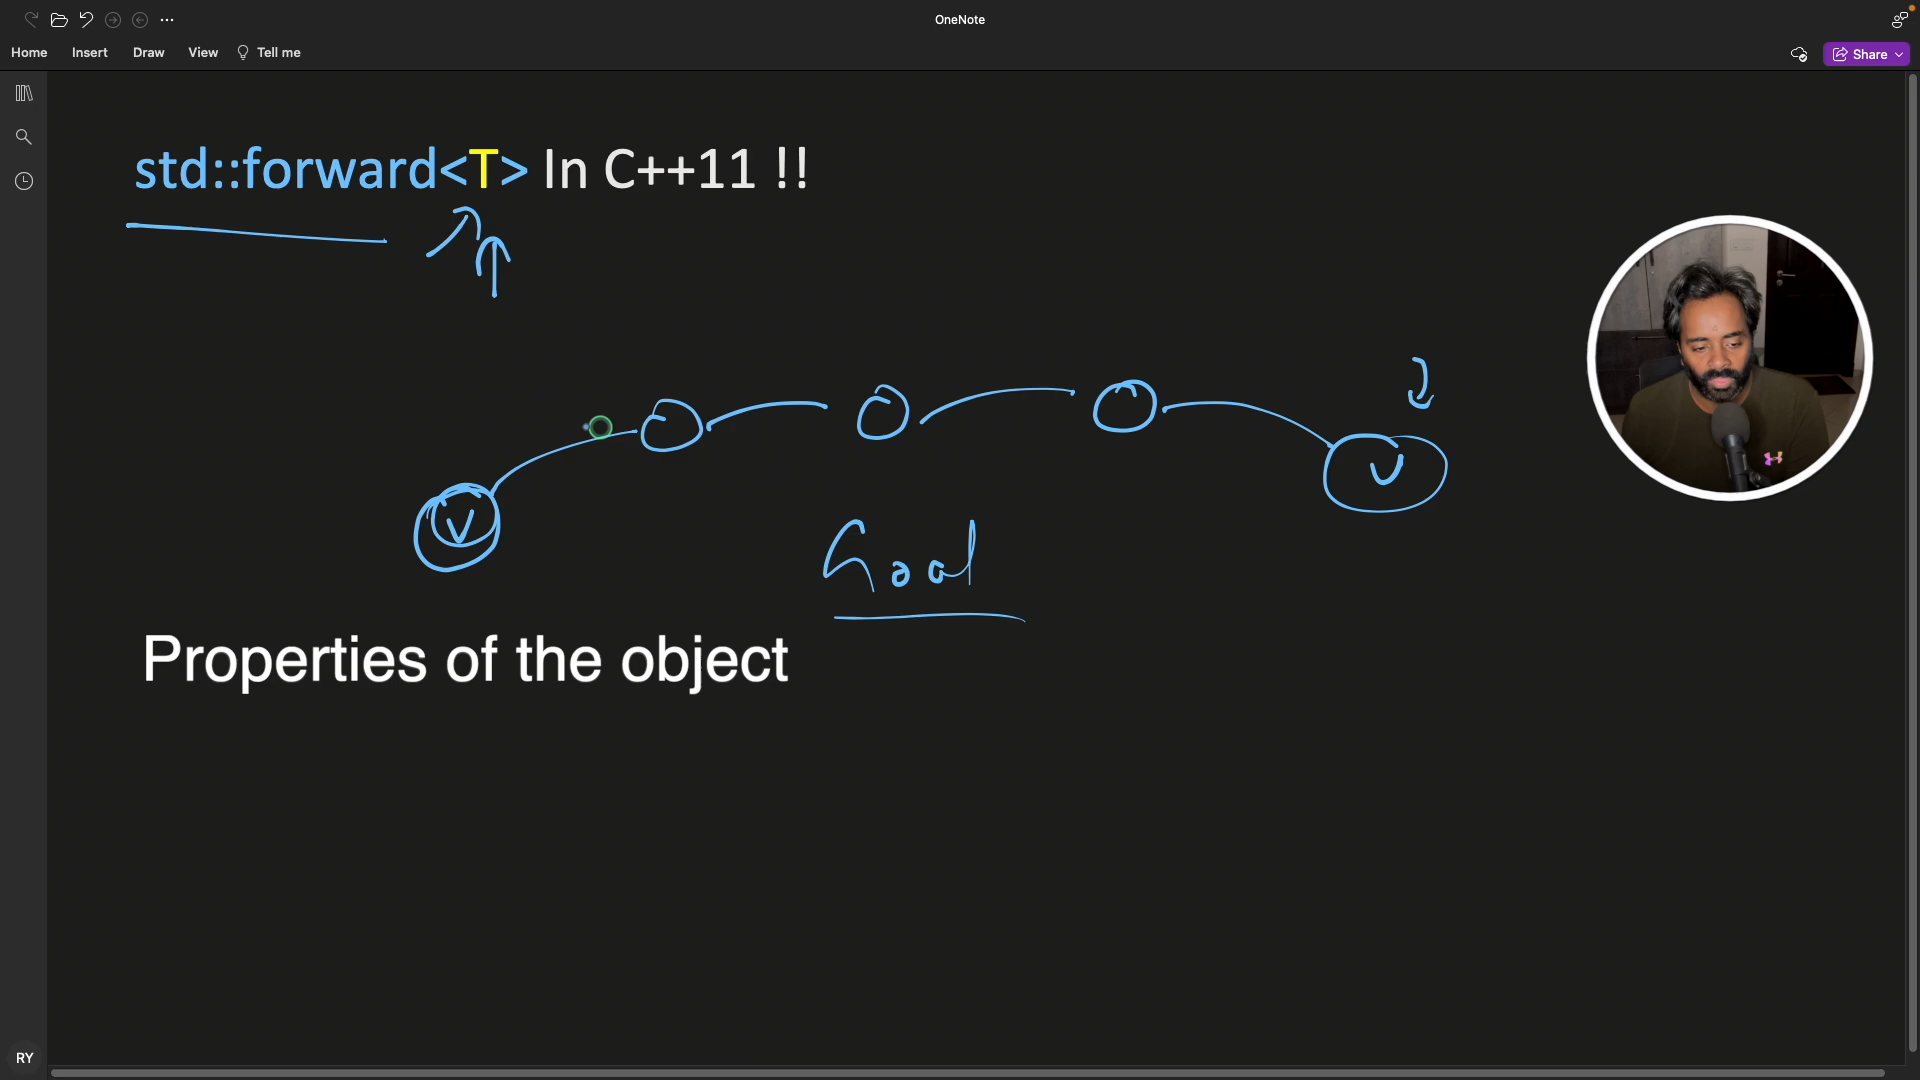 OneNote
Home Insert Draw View Tell me
Share
std::forward<T> In C++11 !!
V
V
Goal
Properties of the object
RY